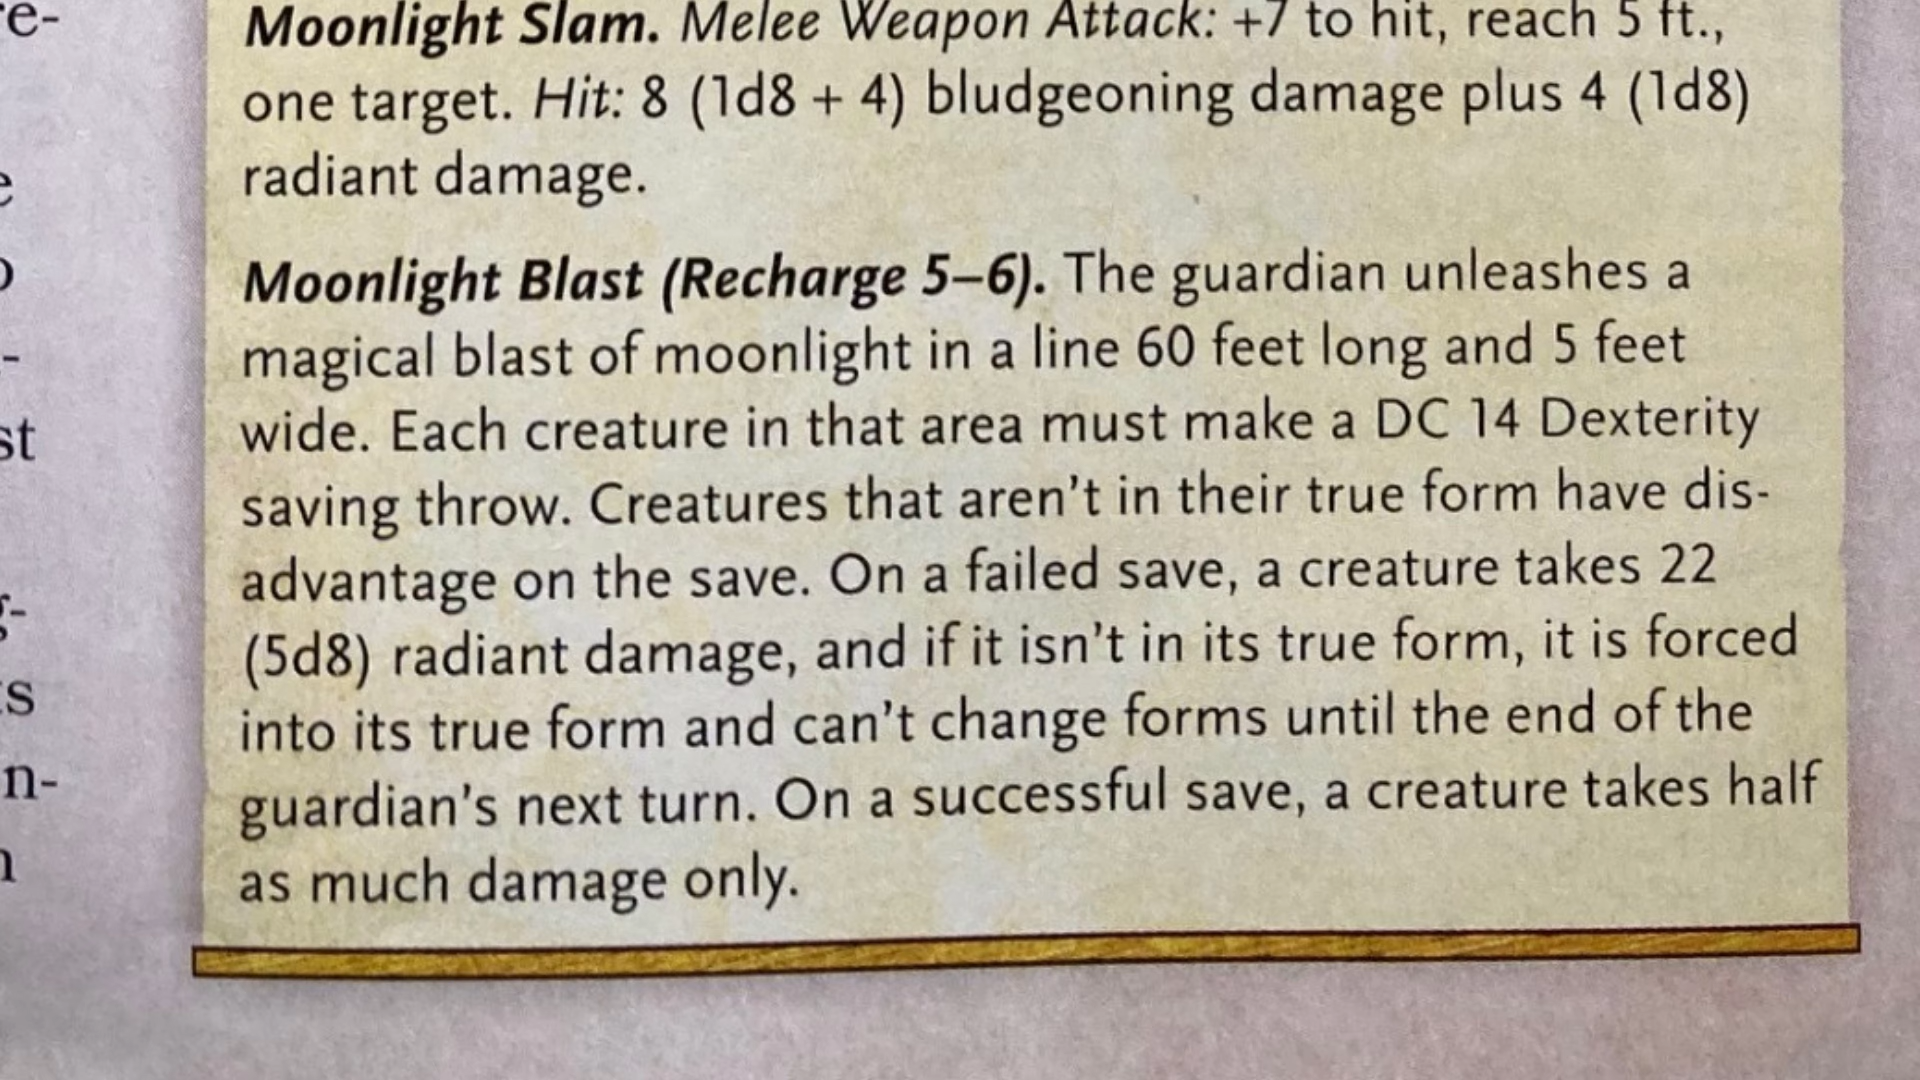 Moonlight Slam. Melee Weapon Attack: +7 to hit, reach 5 ft.,
one target. Hit: 8 (1d8 + 4) bludgeoning damage plus 4 (1d8)
radiant damage.
Moonlight Blast (Recharge 5–6). The guardian unleashes a
magical blast of moonlight in a line 60 feet long and 5 feet
wide. Each creature in that area must make a DC 14 Dexterity
saving throw. Creatures that aren't in their true form have dis-
advantage on the save. On a failed save, a creature takes 22
(5d8) radiant damage, and if it isn't in its true form, it is forced
into its true form and can't change forms until the end of the
guardian's next turn. On a successful save, a creature takes half
as much damage only.